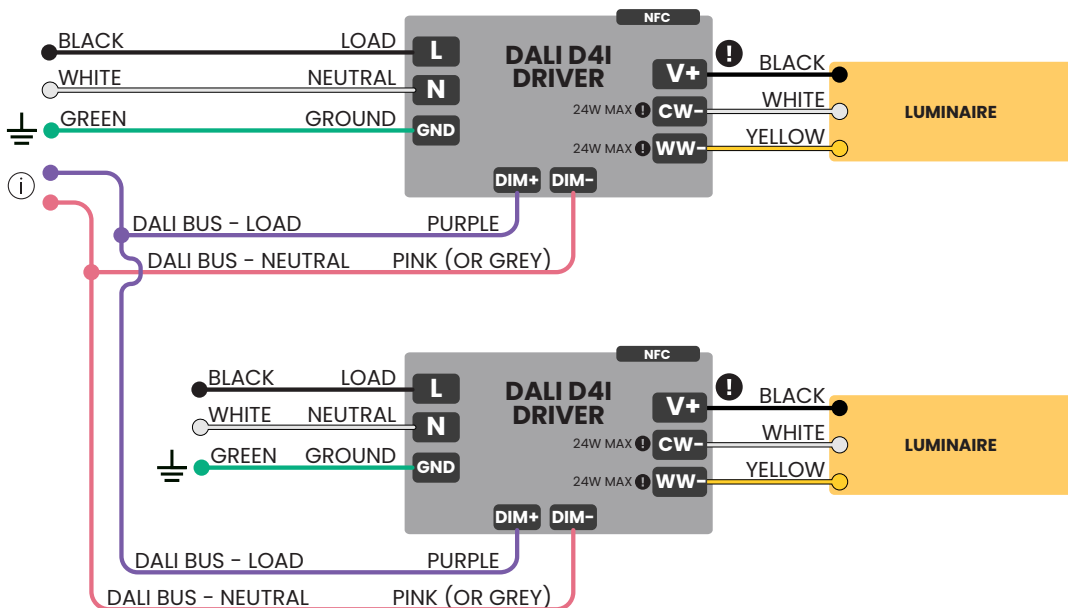 NFC
BLACK LOAD L DALI D4I V+ ! BLACK
DRIVER
WHITE NEUTRAL N 24W MAX ! CW- WHITE LUMINAIRE
GREEN GROUND GND 24W MAX ! WW- YELLOW
i
DIM+ DIM-
DALI BUS - LOAD PURPLE
DALI BUS - NEUTRAL PINK (OR GREY)
NFC
BLACK LOAD L DALI D4I V+ ! BLACK
DRIVER
WHITE NEUTRAL N 24W MAX ! CW- WHITE LUMINAIRE
GREEN GROUND GND 24W MAX ! WW- YELLOW
DIM+ DIM-
DALI BUS - LOAD PURPLE
DALI BUS - NEUTRAL PINK (OR GREY)